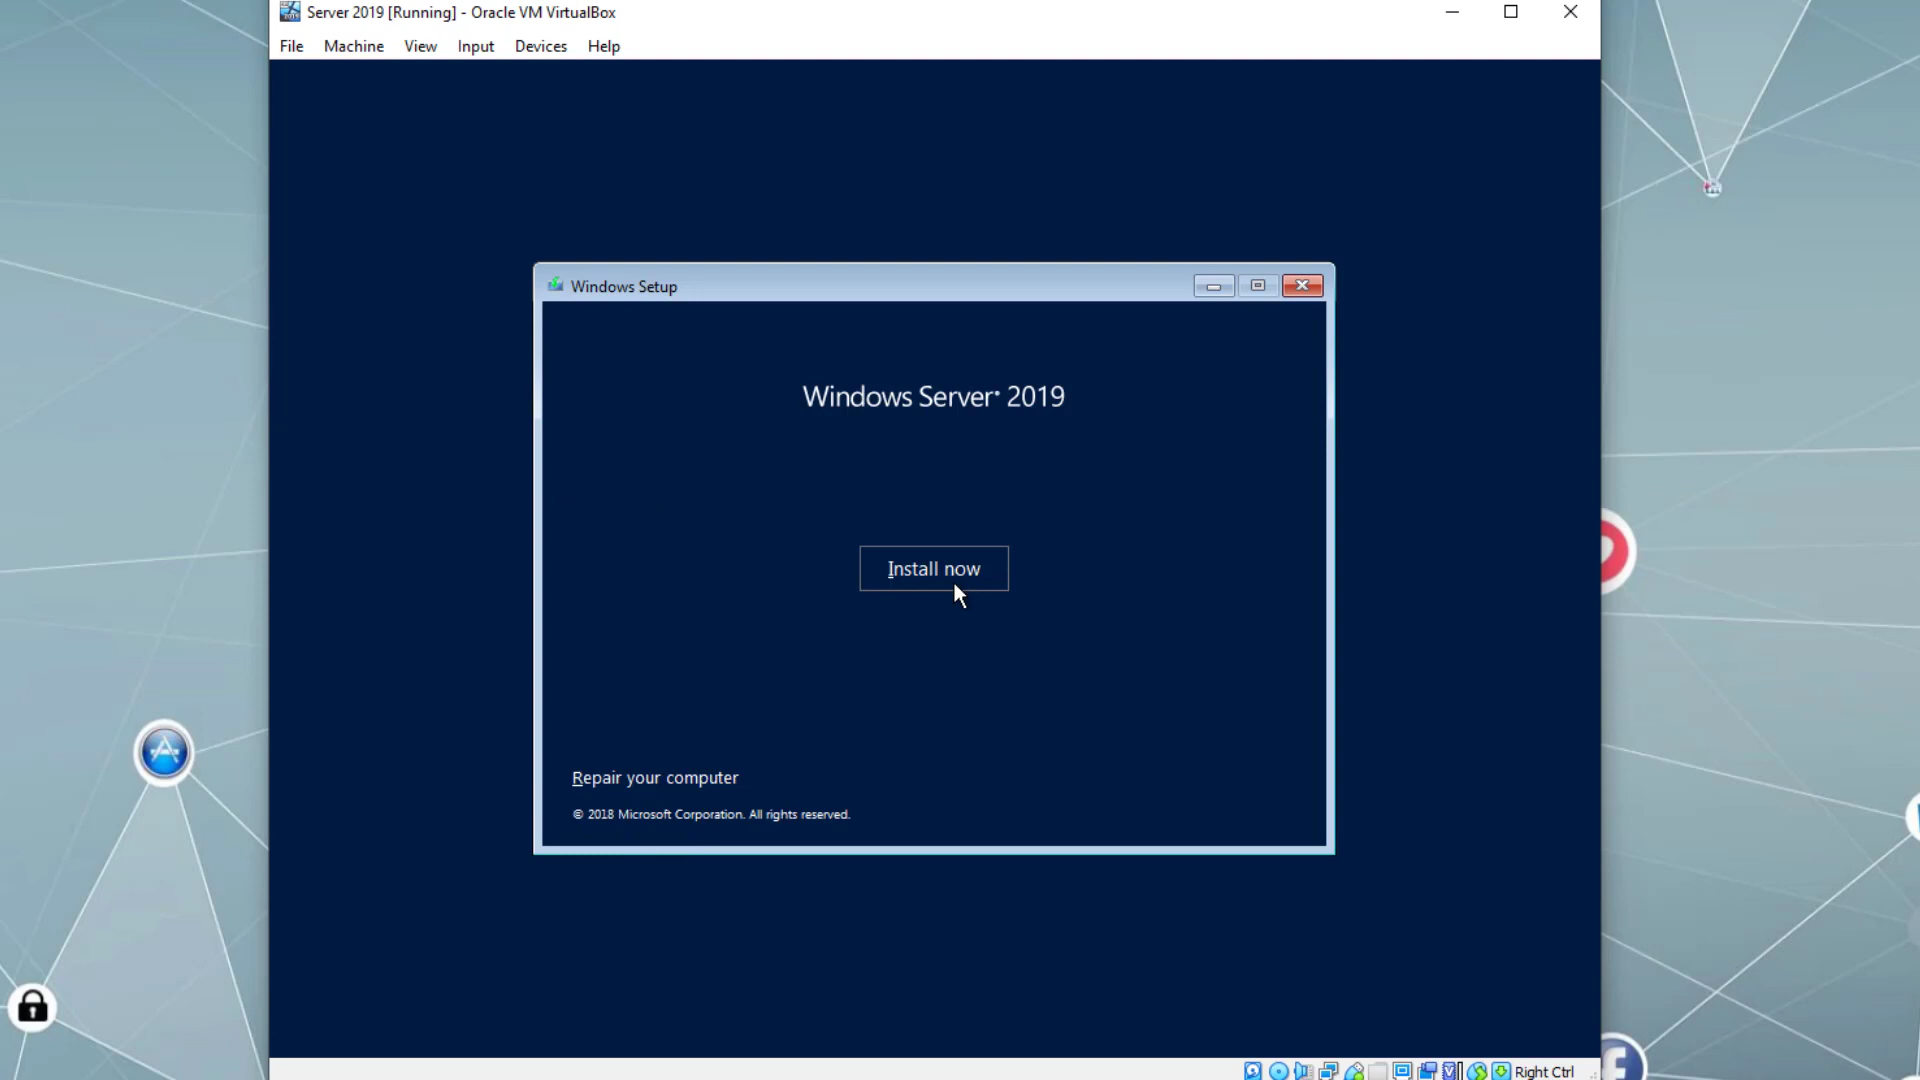 Server 2019 [Running] - Oracle VM VirtualBox
File Machine View Input Devices Help
Windows Setup
Windows Server® 2019
Install now
Repair your computer
© 2018 Microsoft Corporation. All rights reserved.
Right Ctrl